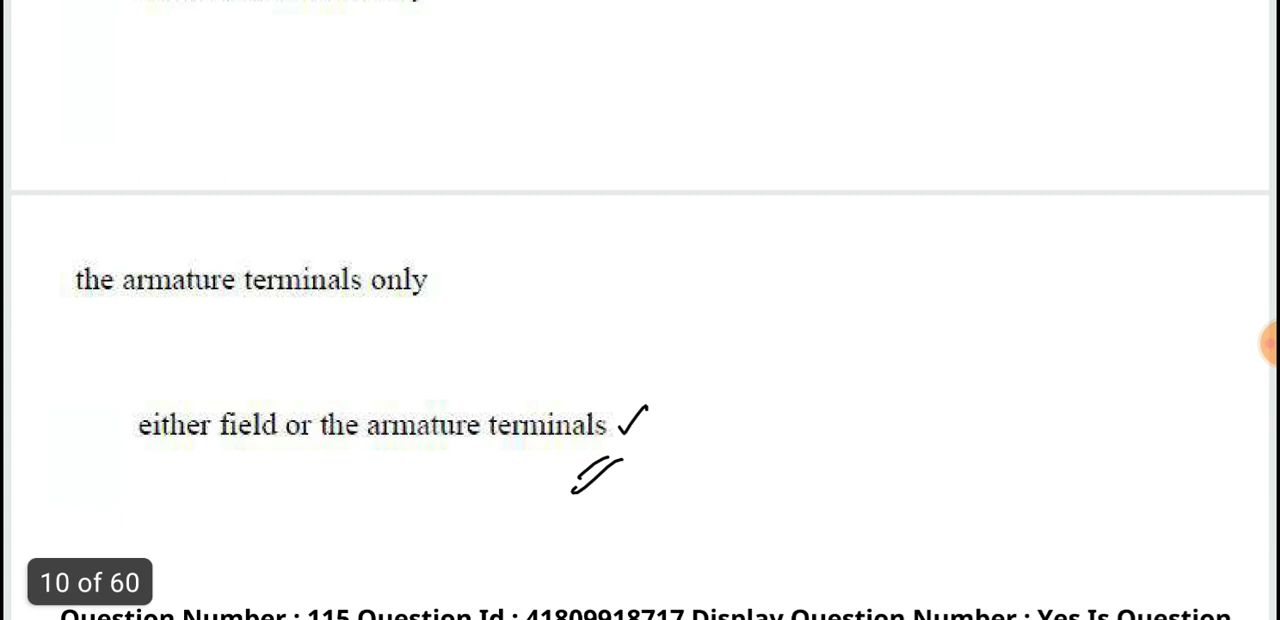 the armature terminals only
either field or the armature terminals
10 of 60
Question Number : 115 Question Id : 41809918717 Display Question Number : Yes Is Question